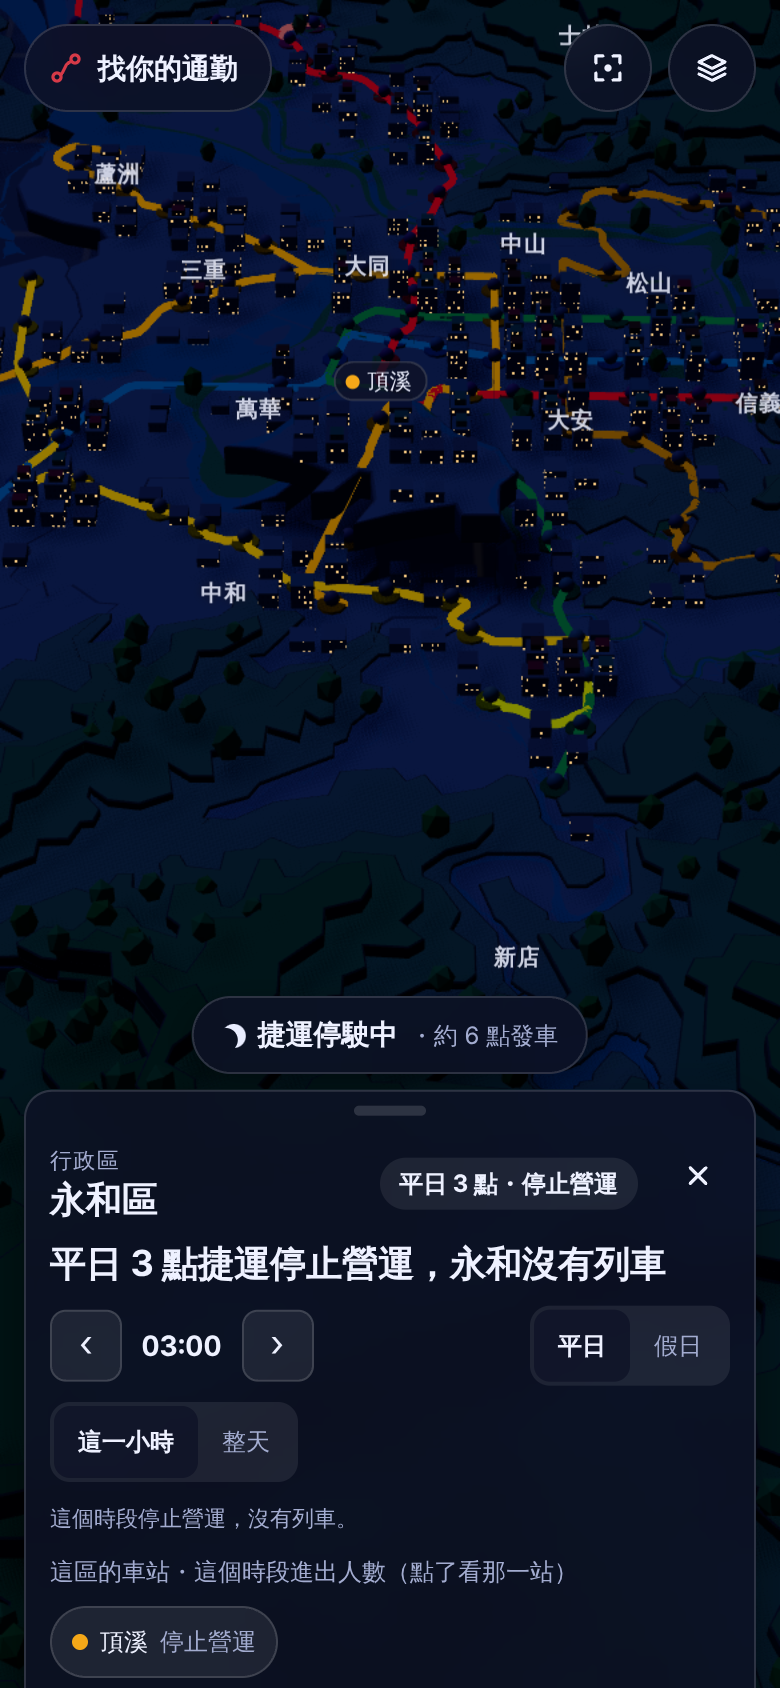 找你的通勤
蘆洲
中山
三重
大同
松山
頂溪
萬華
信義
大安
中和
新店
捷運停駛中 · 約 6 點發車
行政區
永和區
平日 3 點 · 停止營運
平日 3 點捷運停止營運，永和沒有列車
03:00
平日
假日
這一小時
整天
這個時段停止營運，沒有列車。
這區的車站 · 這個時段進出人數（點了看那一站）
頂溪 停止營運